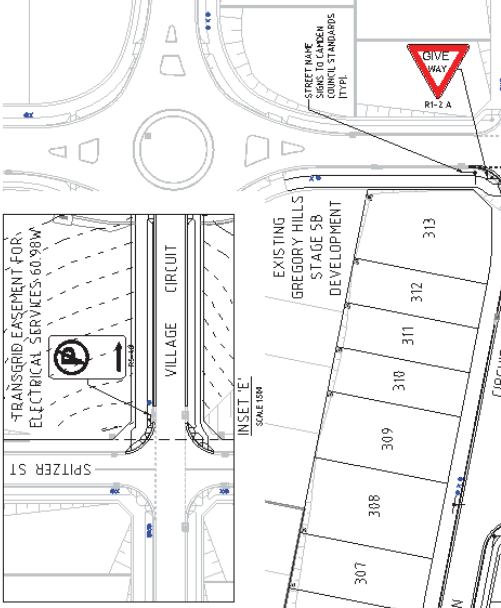 STREET NAME
SIGNS TO CAMDEN
COUNCIL STANDARDS
(TYP).
GIVE
WAY
R1-2 A
TRANSGRID EASEMENT FOR
ELECTRICAL SERVICES 60.98W
P
R5-40
VILLAGE CIRCUIT
SPITZER ST
INSET 'E'
SCALE 1:500
EXISTING
GREGORY HILLS
STAGE 5B
DEVELOPMENT
313
312
311
310
309
308
307